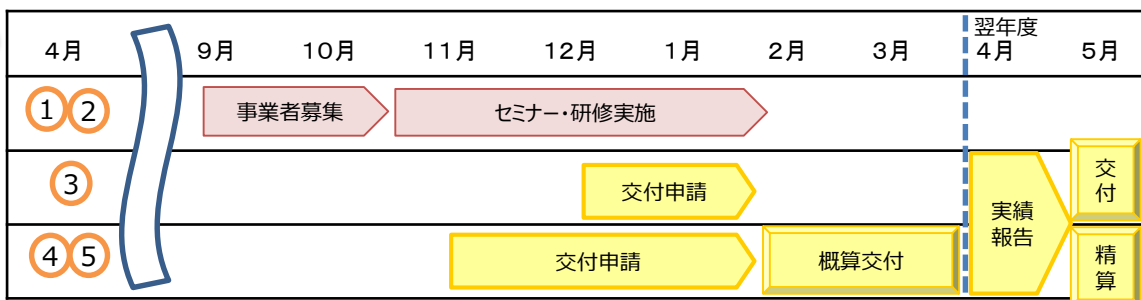 翌年度
4月 9月 10月 11月 12月 1月 2月 3月 4月 5月
① ② 事業者募集 セミナー・研修実施
③ 交付申請
交付
実績
報告
④ ⑤ 交付申請 概算交付
精算